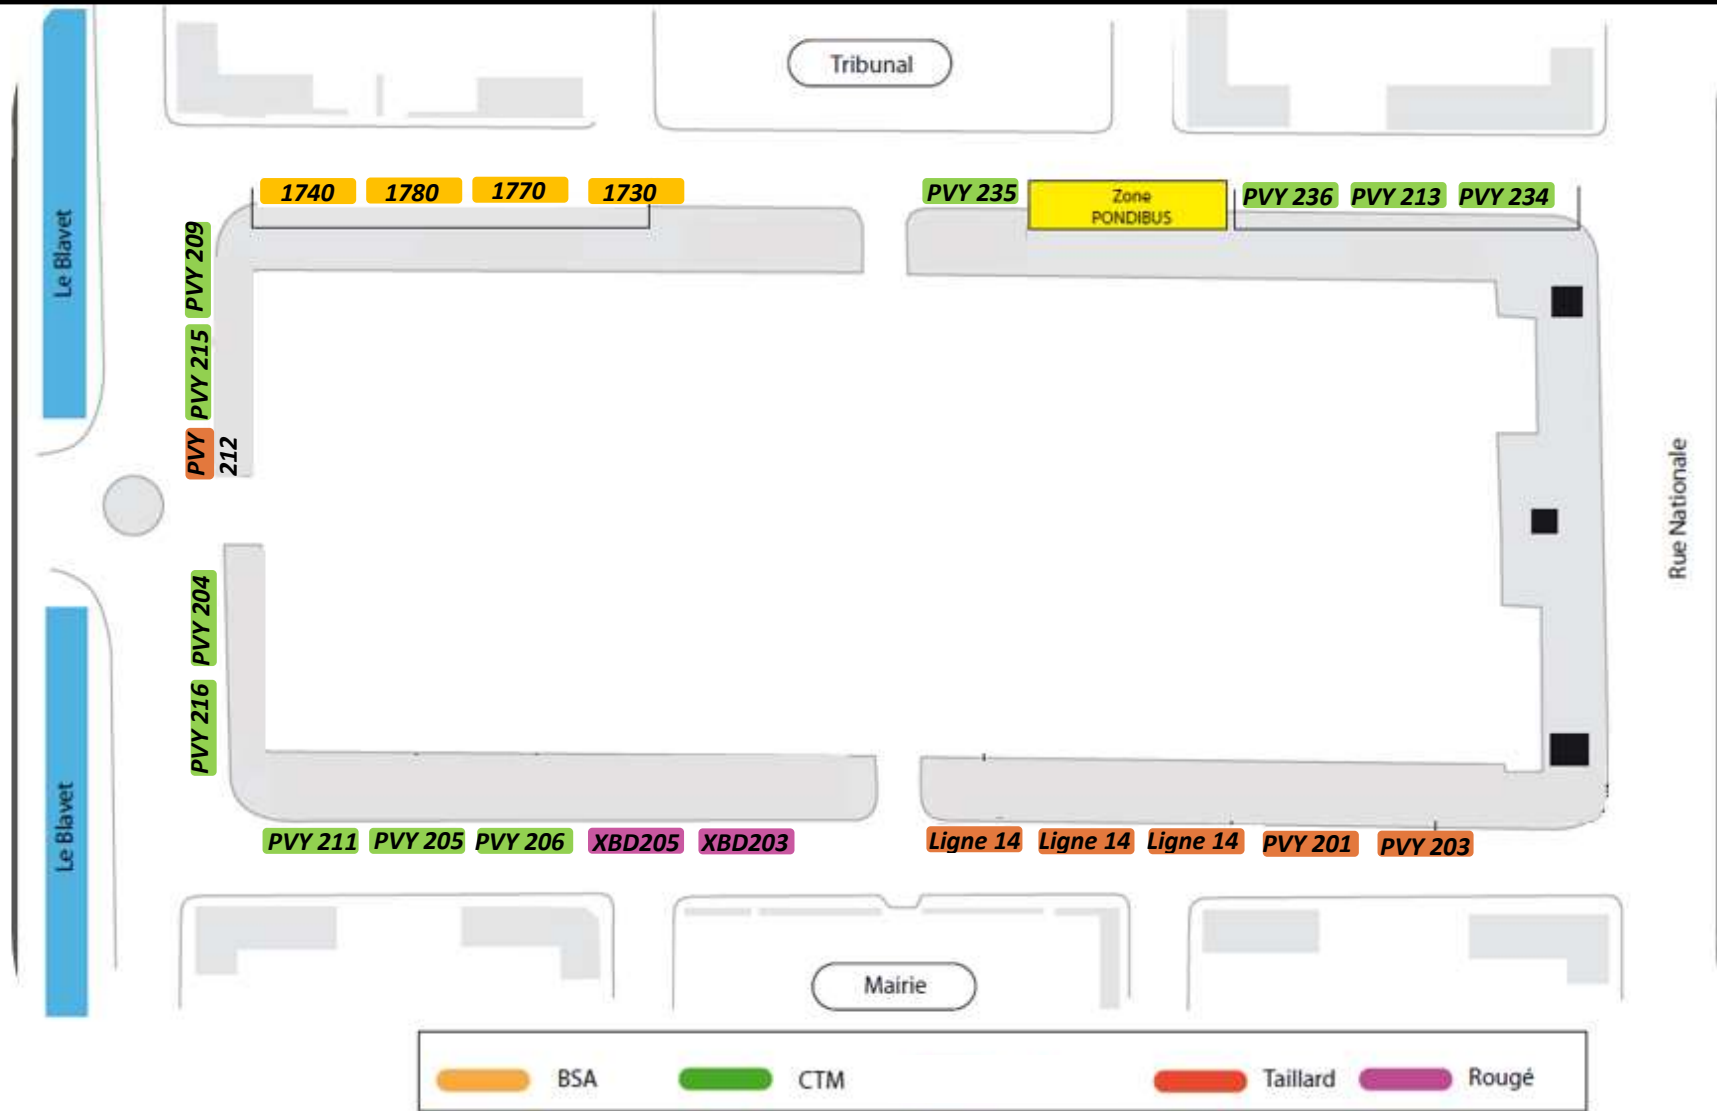 Tribunal
1740
1780
1770
1730
PVY 235
Zone
PONDIBUS
PVY 236
PVY 213
PVY 234
Le Blavet
PVY 209
PVY 215
PVY
212
Rue Nationale
PVY 204
PVY 216
Le Blavet
PVY 211
PVY 205
PVY 206
XBD205
XBD203
Ligne 14
Ligne 14
Ligne 14
PVY 201
PVY 203
Mairie
BSA
CTM
Taillard
Rougé